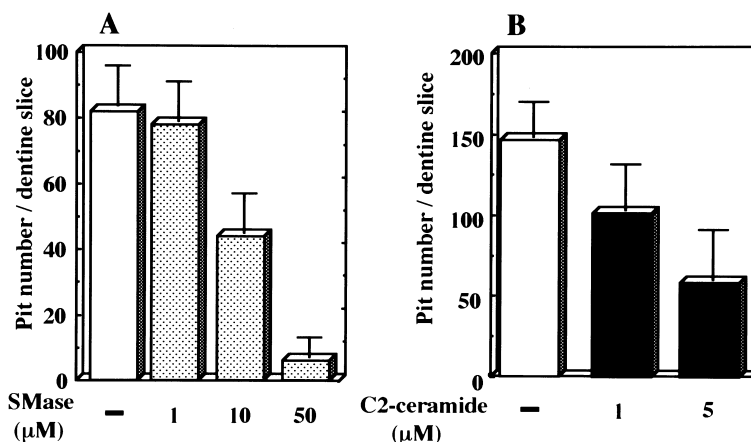 A
Pit number / dentine slice
100
80
60
40
20
0
SMase
(μM)
– 1 10 50
B
Pit number / dentine slice
200
150
100
50
0
C2-ceramide
(μM)
– 1 5